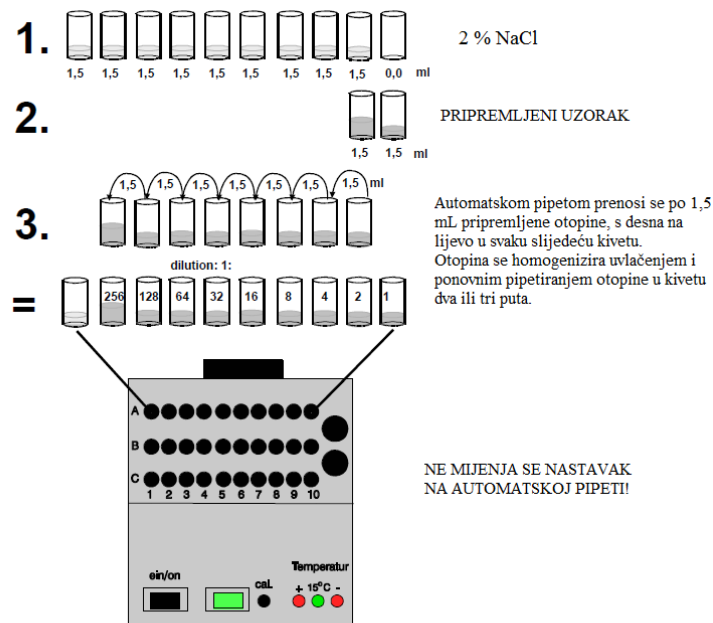 1.
2 % NaCl
1,5 1,5 1,5 1,5 1,5 1,5 1,5 1,5 1,5 0,0 ml
2.
PRIPREMLJENI UZORAK
1,5 1,5 ml
1,5 1,5 1,5 1,5 1,5 1,5 1,5 ml
3.
Automatskom pipetom prenosi se po 1,5
mL pripremljene otopine, s desna na
lijevo u svaku slijedeću kivetu.
Otopina se homogenizira uvlačenjem i
ponovnim pipetiranjem otopine u kivetu
dva ili tri puta.
dilution: 1:
= 256 128 64 32 16 8 4 2 1
A
B
C
1 2 3 4 5 6 7 8 9 10
NE MIJENJA SE NASTAVAK
NA AUTOMATSKOJ PIPETI!
ein/on
cal.
Temperatur
+ 15°C -